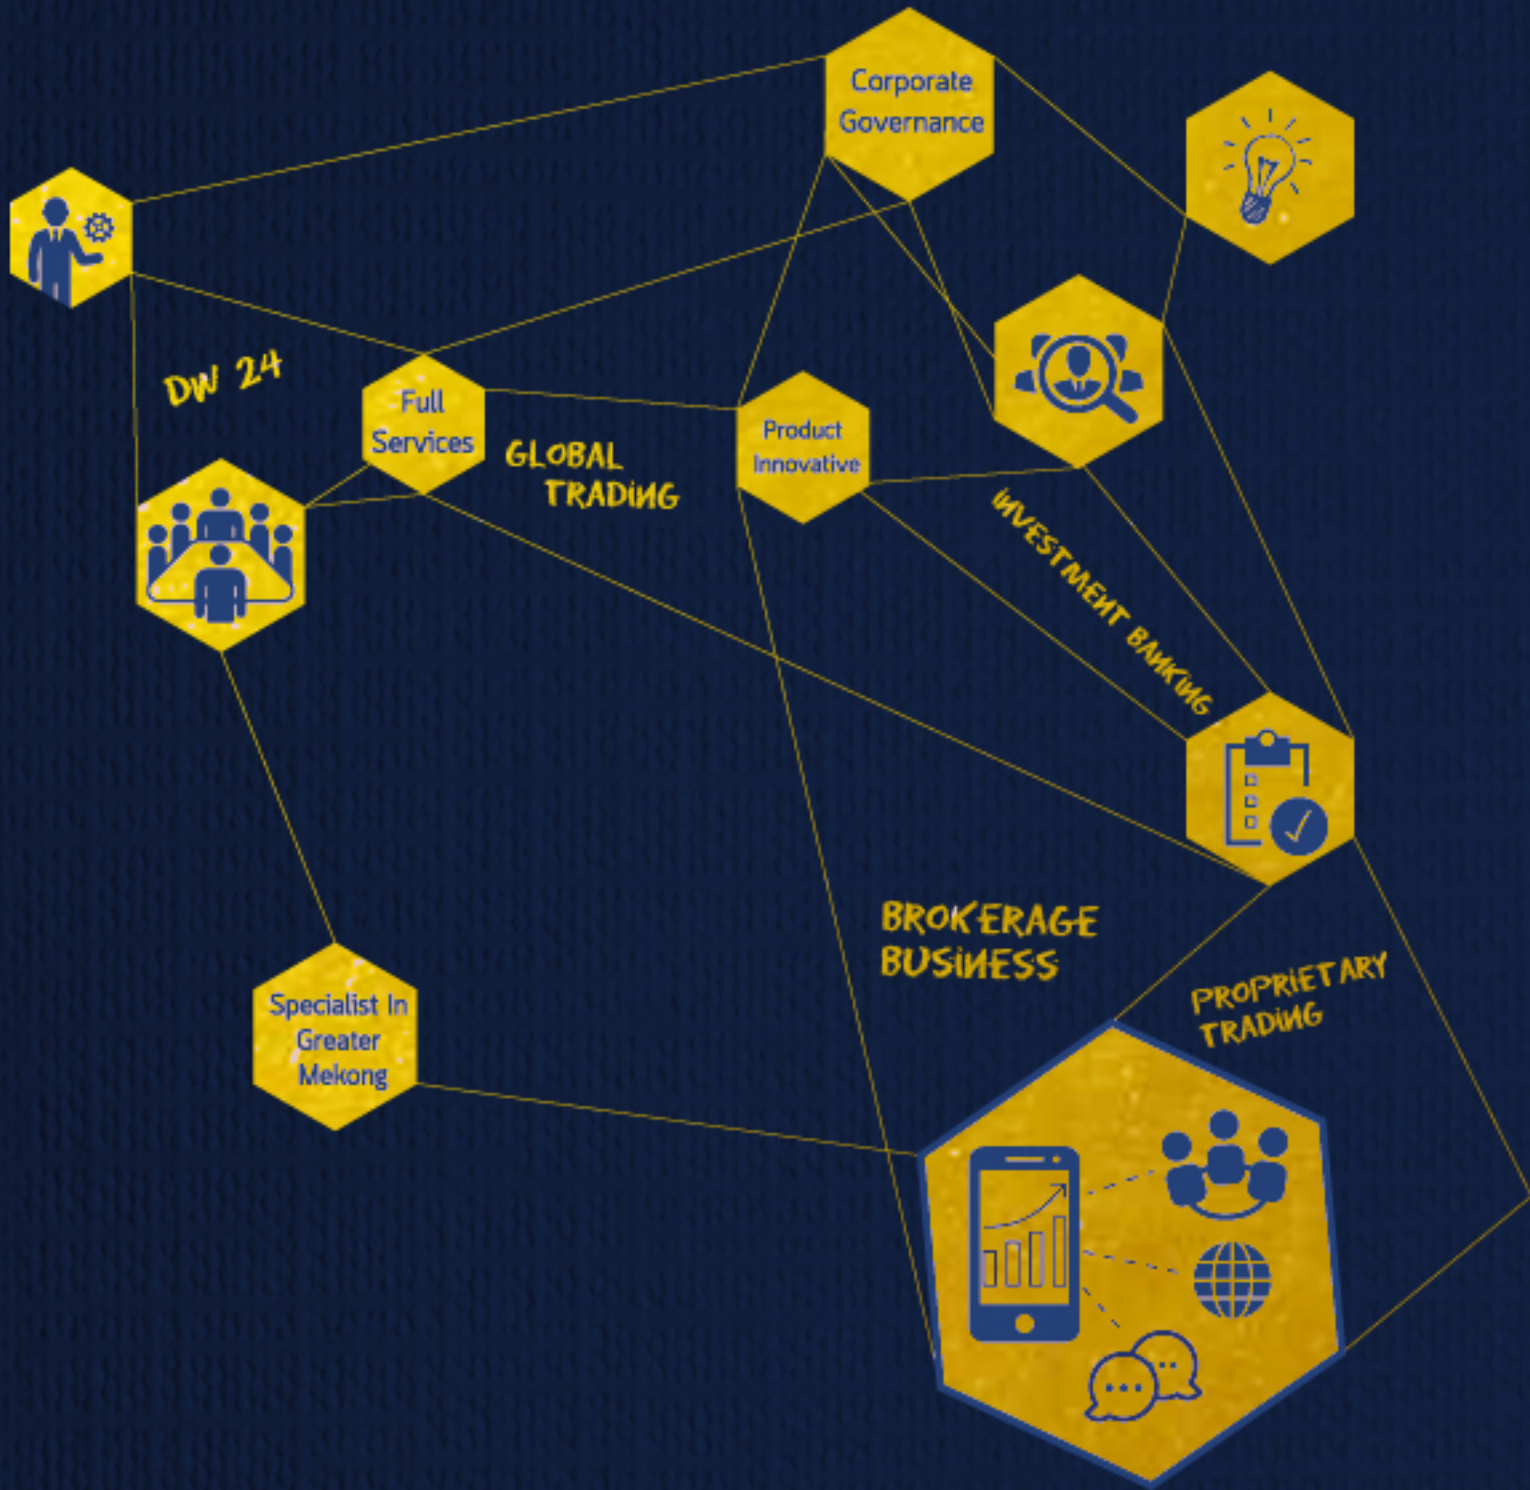 Corporate
Governance
DW 24
Full
Services
GLOBAL
TRADING
Product
Innovative
INVESTMENT BANKING
BROKERAGE
BUSINESS
PROPRIETARY
TRADING
Specialist In
Greater
Mekong